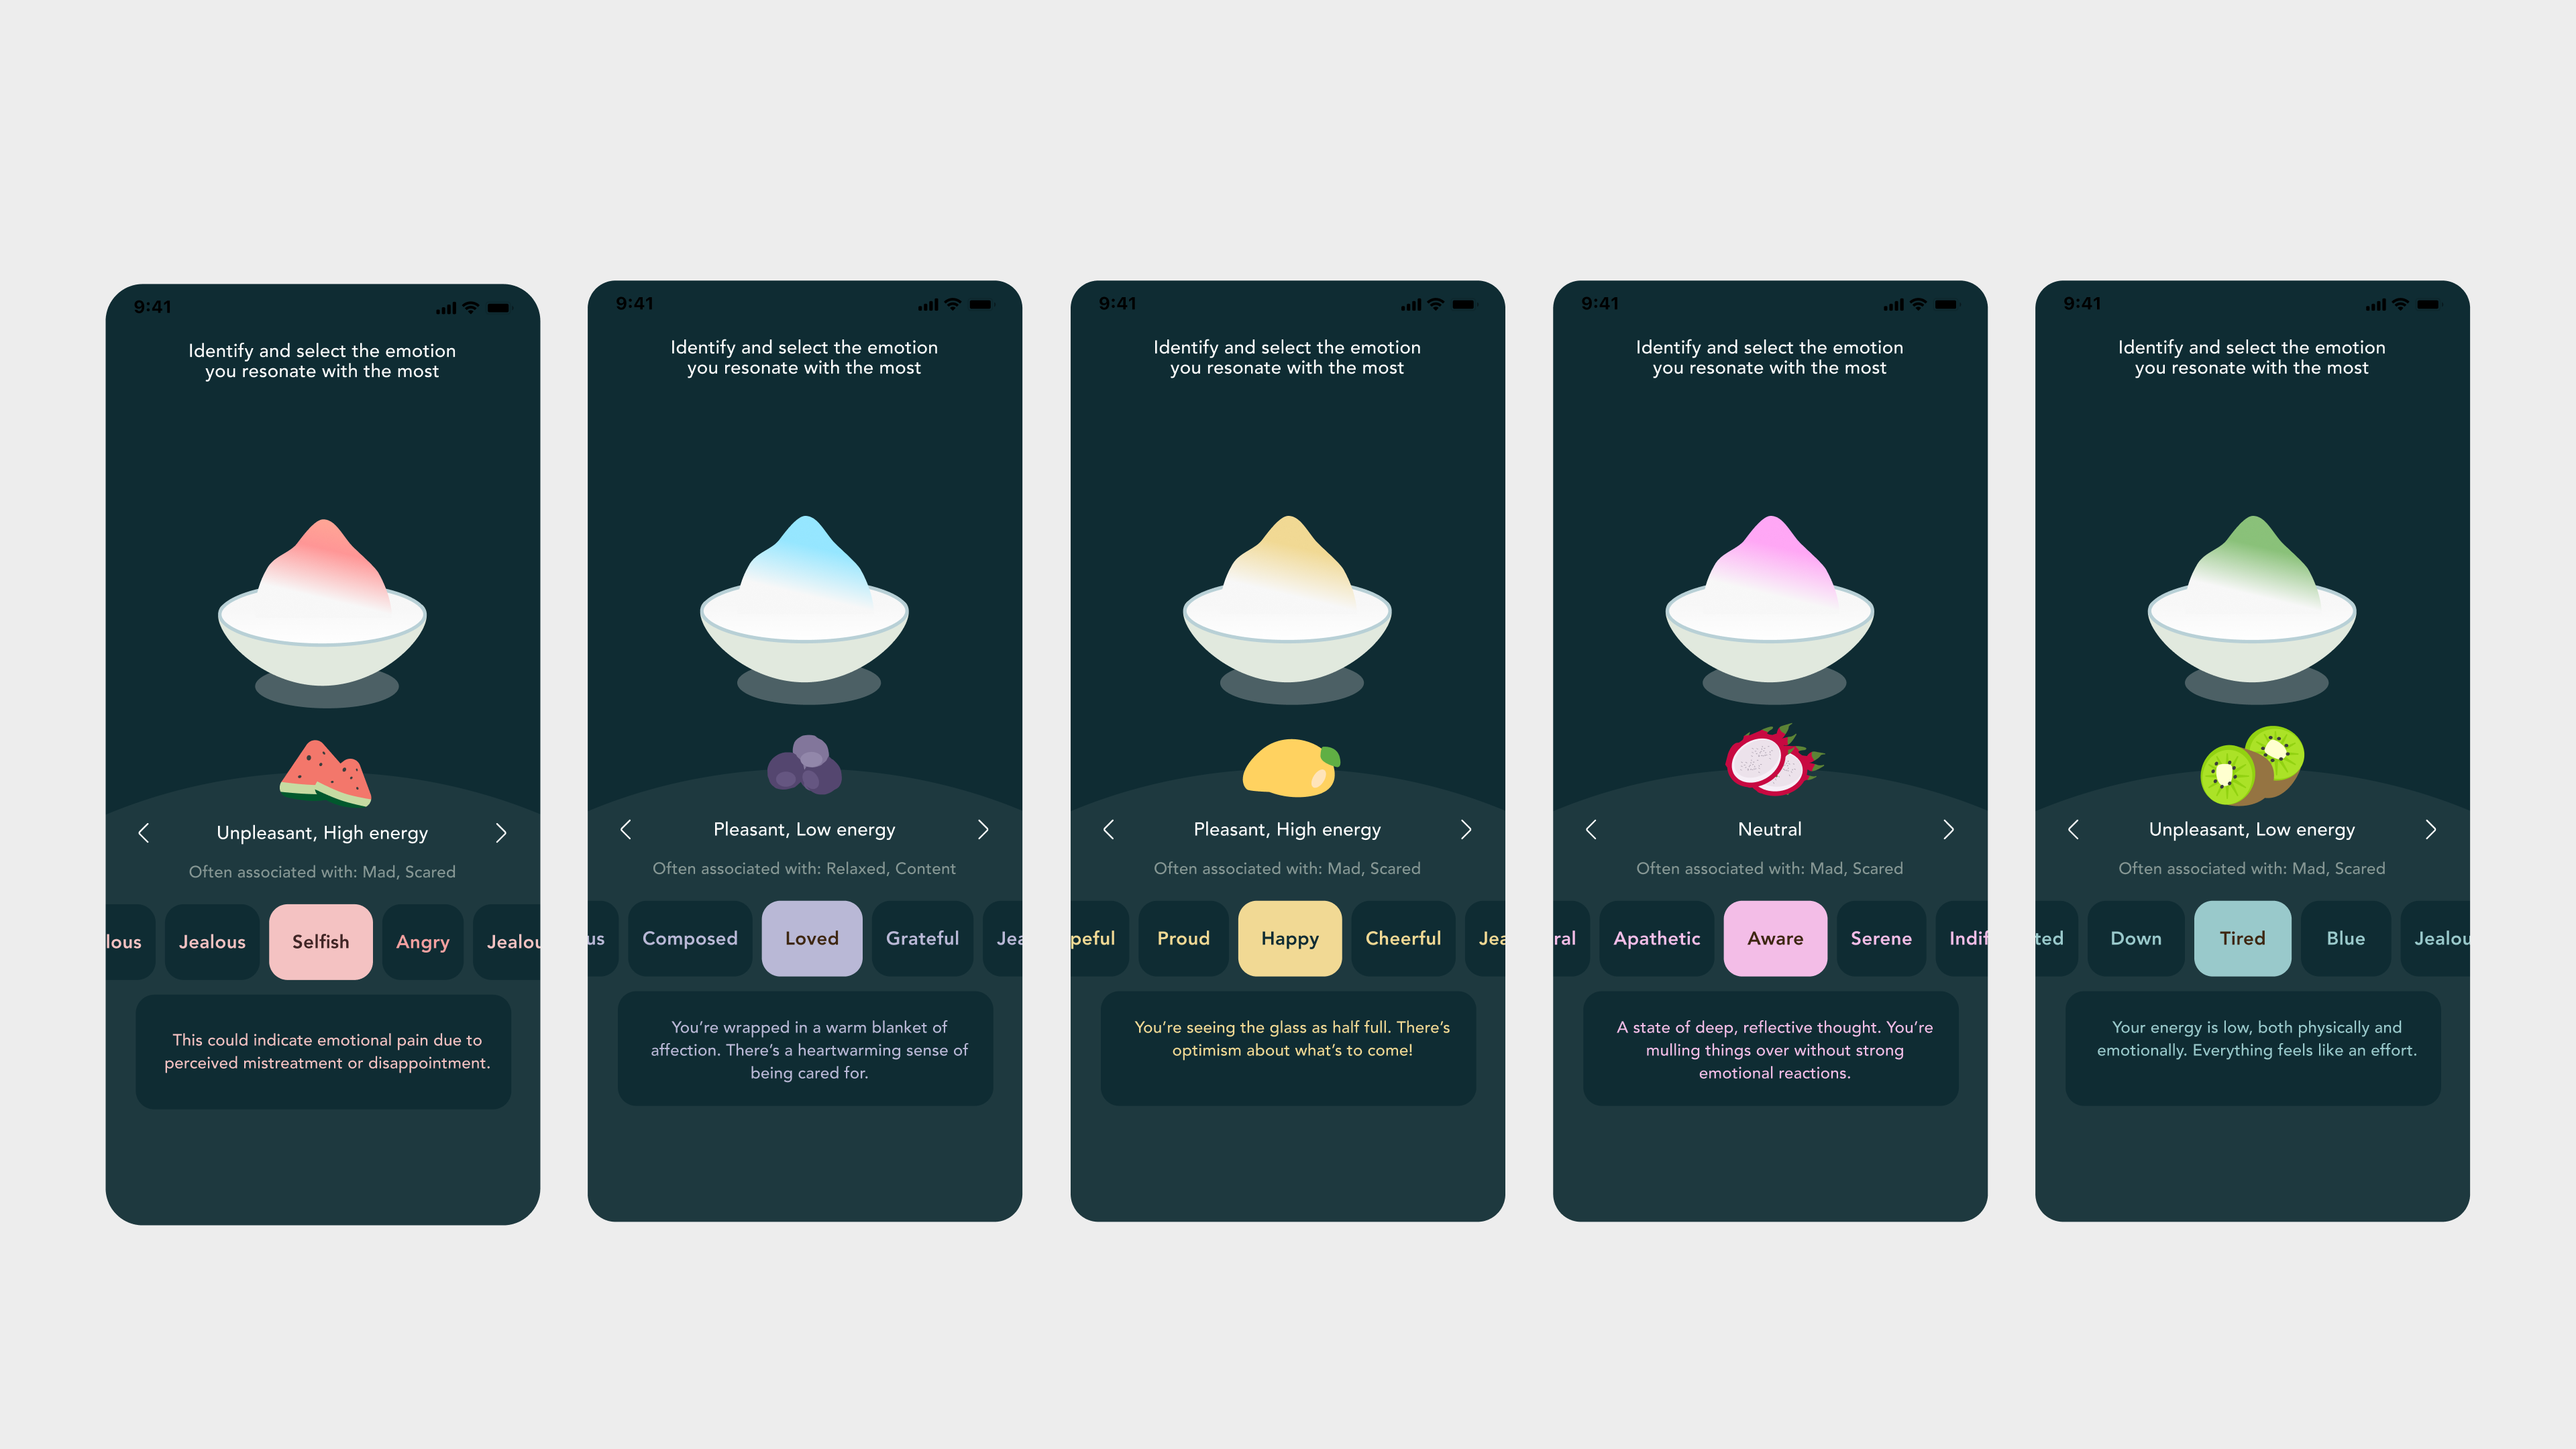 9:41
Identify and select the emotion
you resonate with the most
Unpleasant, High energy
Often associated with: Mad, Scared
lous Jealous Selfish Angry Jealou
This could indicate emotional pain due to
perceived mistreatment or disappointment.
9:41
Identify and select the emotion
you resonate with the most
Pleasant, Low energy
Often associated with: Relaxed, Content
us Composed Loved Grateful Jea
You’re wrapped in a warm blanket of
affection. There’s a heartwarming sense of
being cared for.
9:41
Identify and select the emotion
you resonate with the most
Pleasant, High energy
Often associated with: Mad, Scared
peful Proud Happy Cheerful Jea
You’re seeing the glass as half full. There’s
optimism about what’s to come!
9:41
Identify and select the emotion
you resonate with the most
Neutral
Often associated with: Mad, Scared
ral Apathetic Aware Serene Indif
A state of deep, reflective thought. You’re
mulling things over without strong
emotional reactions.
9:41
Identify and select the emotion
you resonate with the most
Unpleasant, Low energy
Often associated with: Mad, Scared
ted Down Tired Blue Jealou
Your energy is low, both physically and
emotionally. Everything feels like an effort.